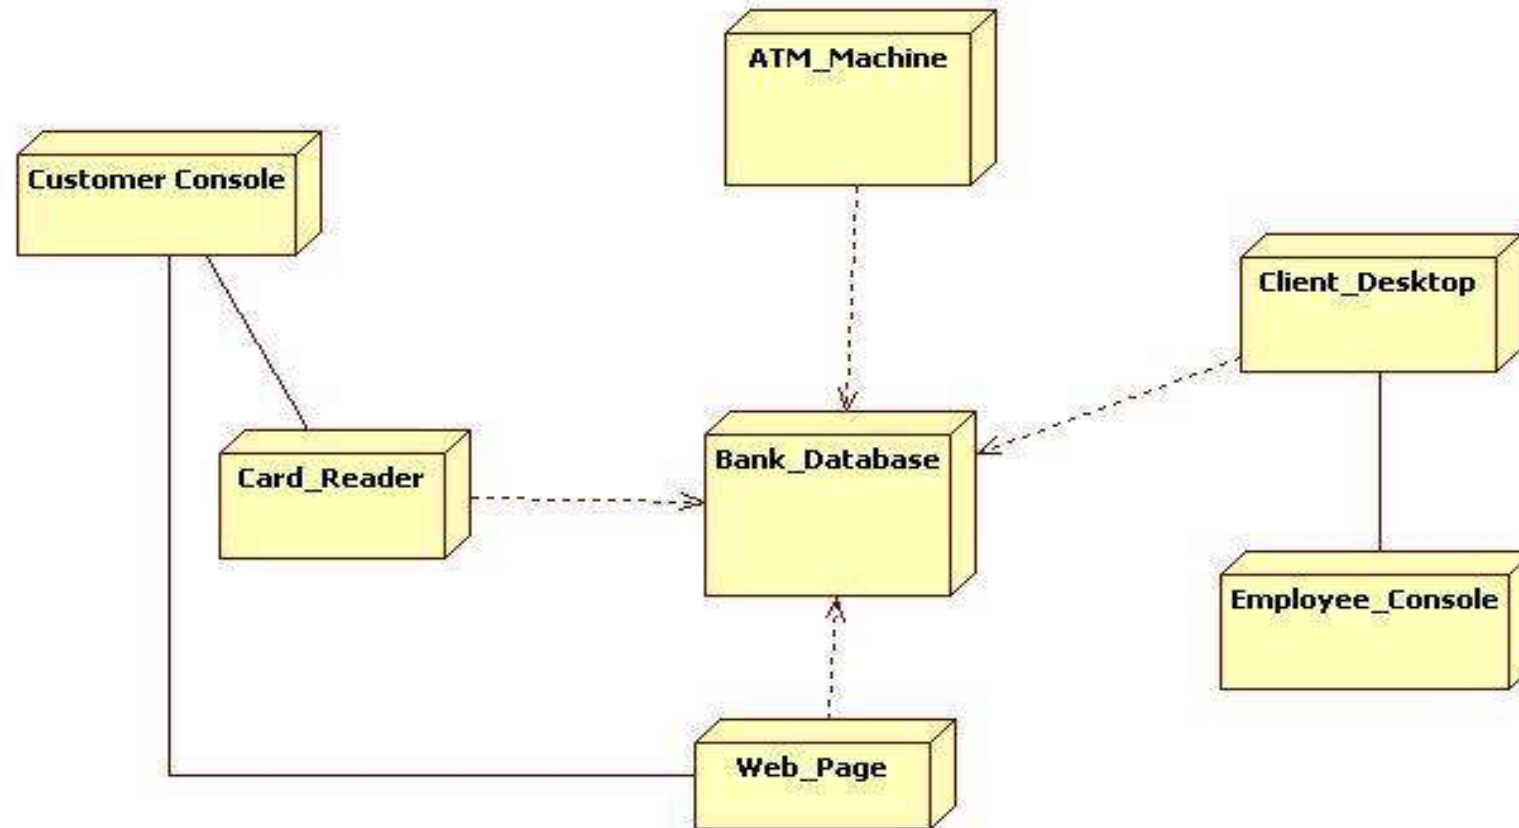 ATM_Machine
Customer Console
Client_Desktop
Bank_Database
Card_Reader
Employee_Console
Web_Page